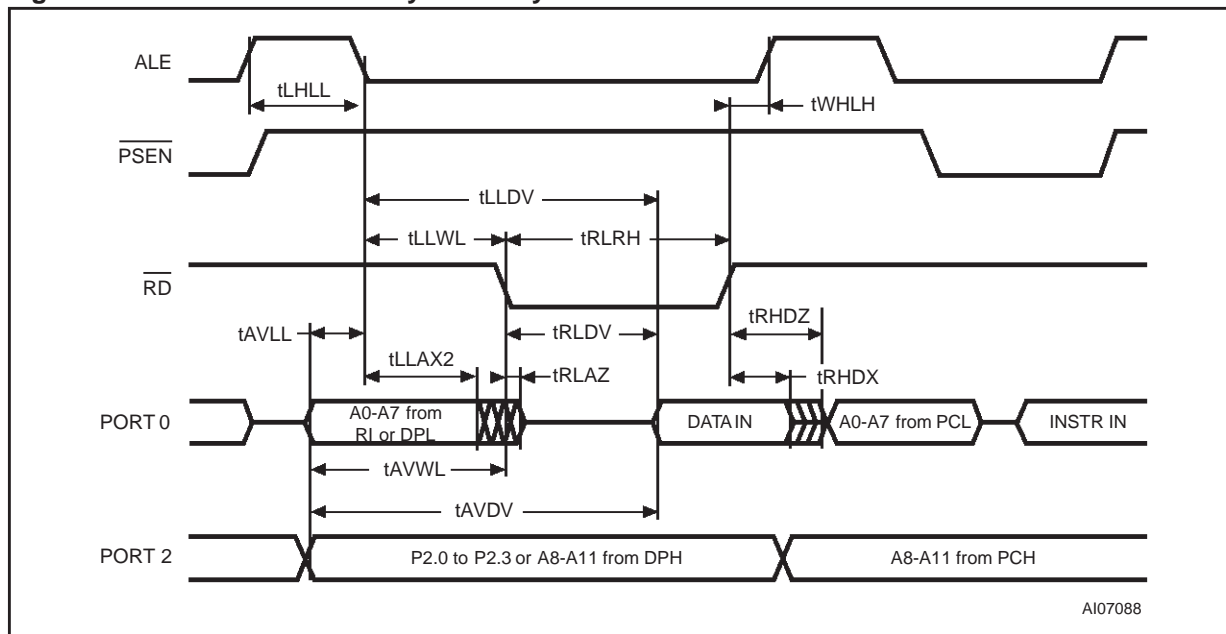 ALE
tLHLL
tWHLH
PSEN
tLLDV
tLLWL
tRLRH
RD
tRHDZ
tAVLL
tRLDV
tLLAX2
tRLAZ
tRHDX
PORT 0
A0-A7 from
RI or DPL
DATA IN
A0-A7 from PCL
INSTR IN
tAVWL
tAVDV
PORT 2
P2.0 to P2.3 or A8-A11 from DPH
A8-A11 from PCH
AI07088